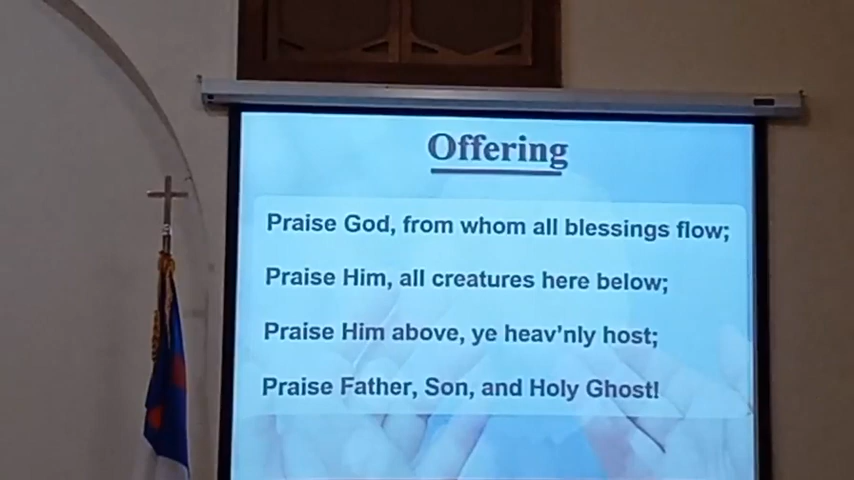 Offering
Praise God, from whom all blessings flow;
Praise Him, all creatures here below;
Praise Him above, ye heav’nly host;
Praise Father, Son, and Holy Ghost!